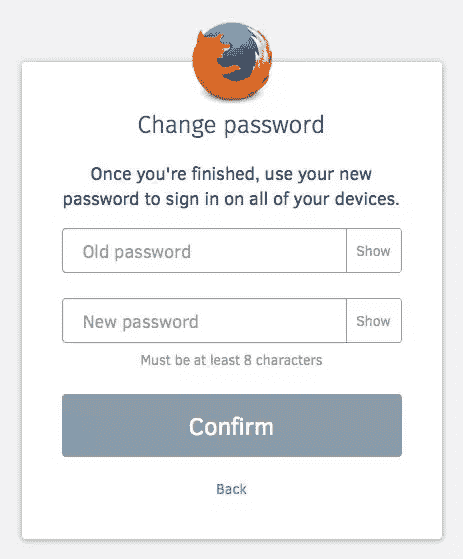 Change password
Once you're finished, use your new
password to sign in on all of your devices.
Old password
Show
New password
Show
Must be at least 8 characters
Confirm
Back